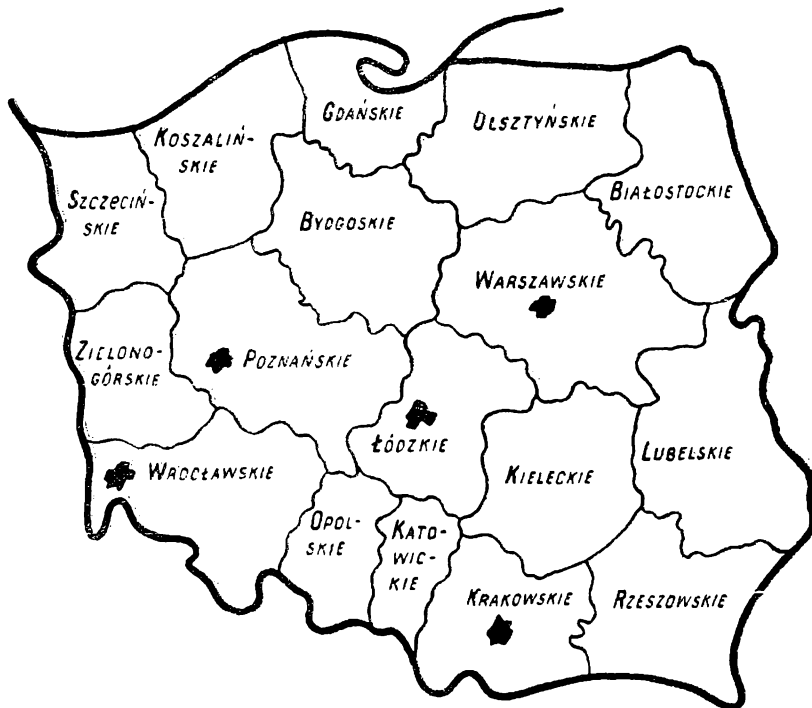 GDAŃSKIE
OLSZTYŃSKIE
KOSZALIŃ-
SKIE
BIAŁOSTOCKIE
SZCZECIŃ-
SKIE
BYDGOSKIE
WARSZAWSKIE
ZIELONO-
GÓRSKIE
POZNAŃSKIE
ŁÓDZKIE
LUBELSKIE
WROCŁAWSKIE
KIELECKIE
OPOL-
SKIE
KATO-
WIC-
KIE
KRAKOWSKIE
RZESZOWSKIE